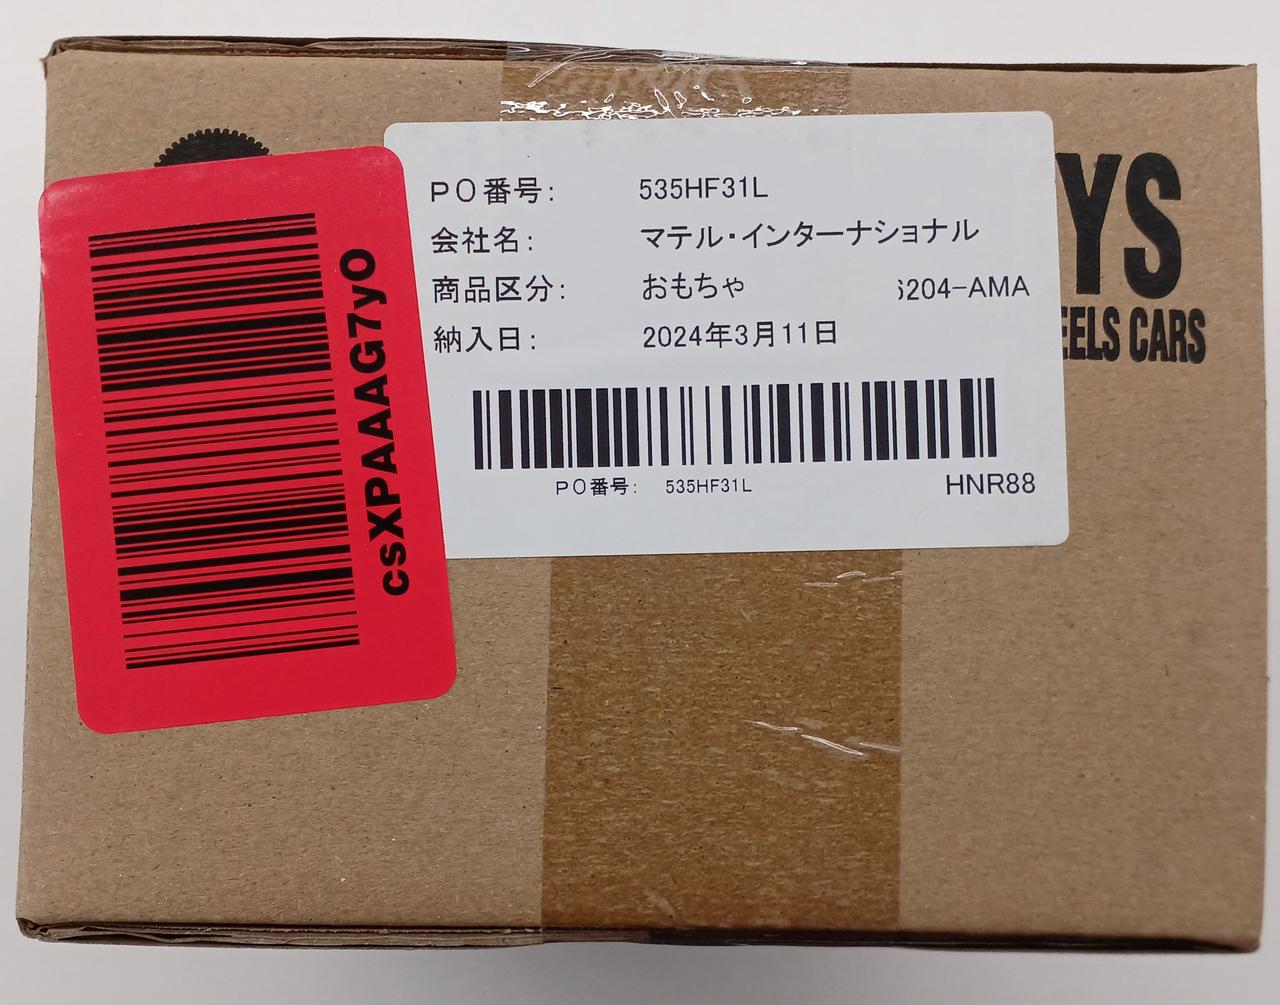 PO番号: 535HF31L
会社名: マテル・インターナショナル
商品区分: おもちゃ 6204-AMA
納入日: 2024年3月11日
PO番号: 535HF31L
HNR88
csXPAAAG7yO
YS
EELS CARS